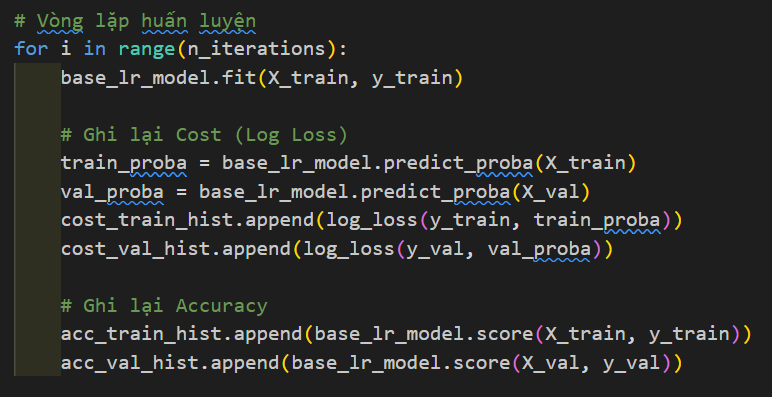 # Vòng lặp huấn luyện
for i in range(n_iterations):
    base_lr_model.fit(X_train, y_train)
    # Ghi lại Cost (Log Loss)
    train_proba = base_lr_model.predict_proba(X_train)
    val_proba = base_lr_model.predict_proba(X_val)
    cost_train_hist.append(log_loss(y_train, train_proba))
    cost_val_hist.append(log_loss(y_val, val_proba))
    # Ghi lại Accuracy
    acc_train_hist.append(base_lr_model.score(X_train, y_train))
    acc_val_hist.append(base_lr_model.score(X_val, y_val))